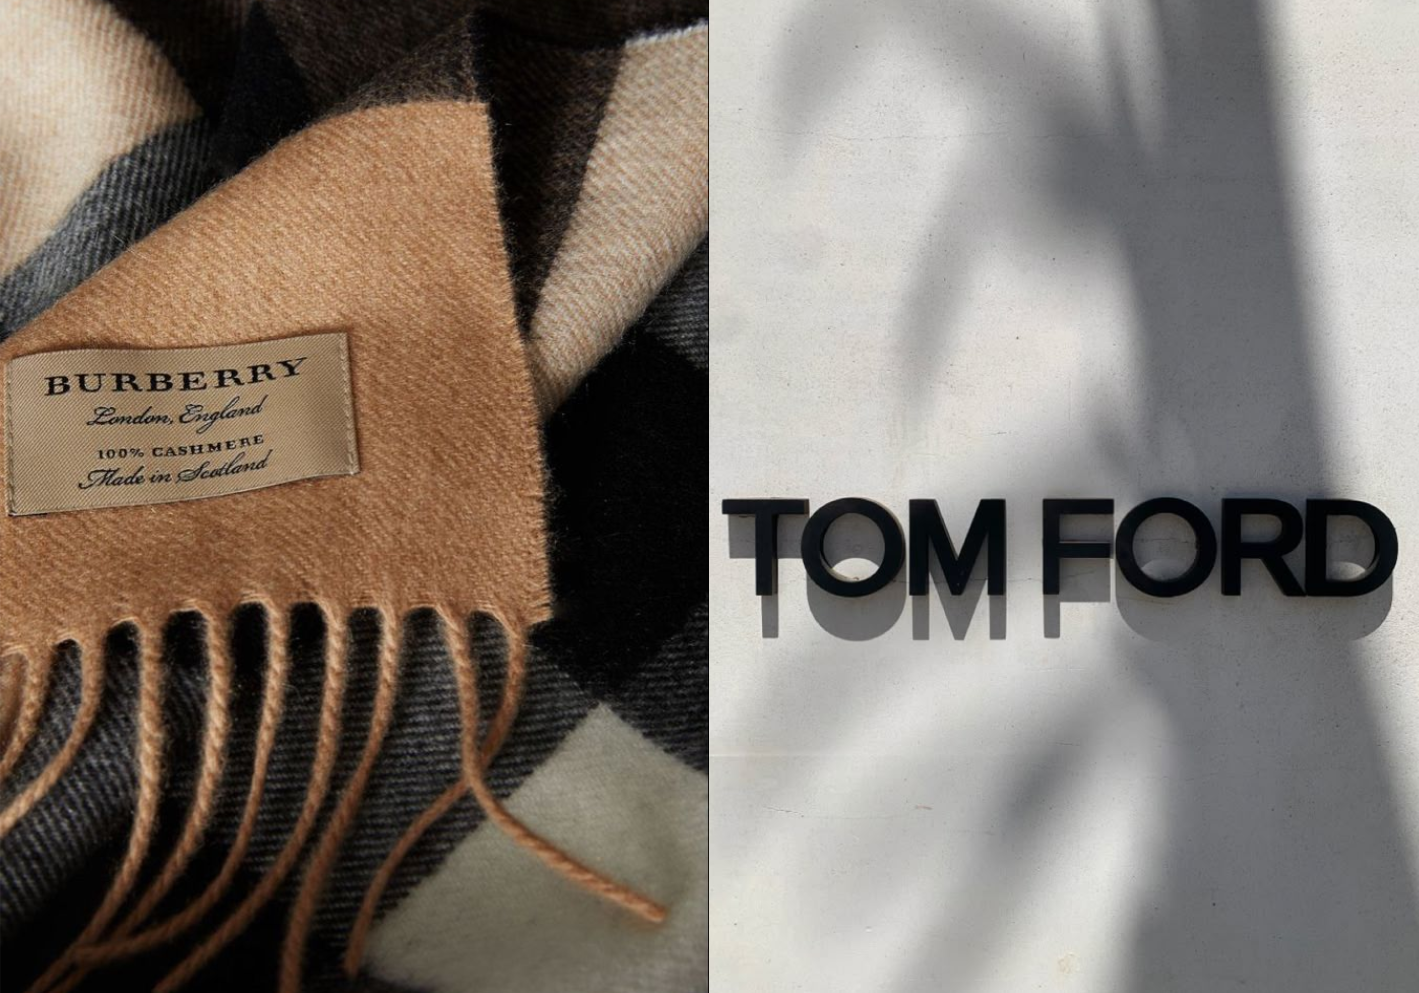 BURBERRY
London, England
100% CASHMERE
Made in Scotland
TOM FORD